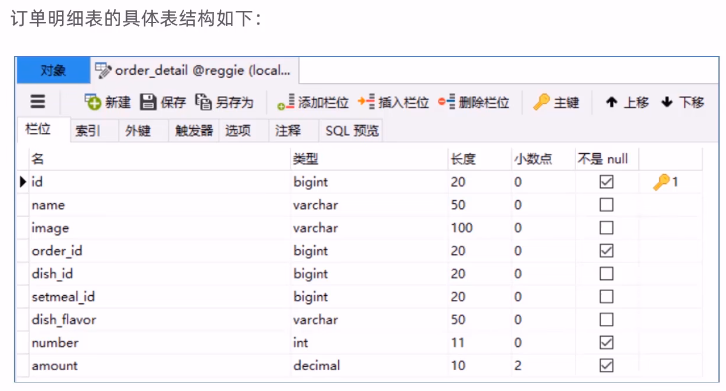 订单明细表的具体表结构如下：
对象 order_detail @reggie (local...
新建 保存 另存为 添加栏位 插入栏位 删除栏位 主键 上移 下移
栏位 索引 外键 触发器 选项 注释 SQL 预览
名 类型 长度 小数点 不是 null
id bigint 20 0 1
name varchar 50 0
image varchar 100 0
order_id bigint 20 0
dish_id bigint 20 0
setmeal_id bigint 20 0
dish_flavor varchar 50 0
number int 11 0
amount decimal 10 2